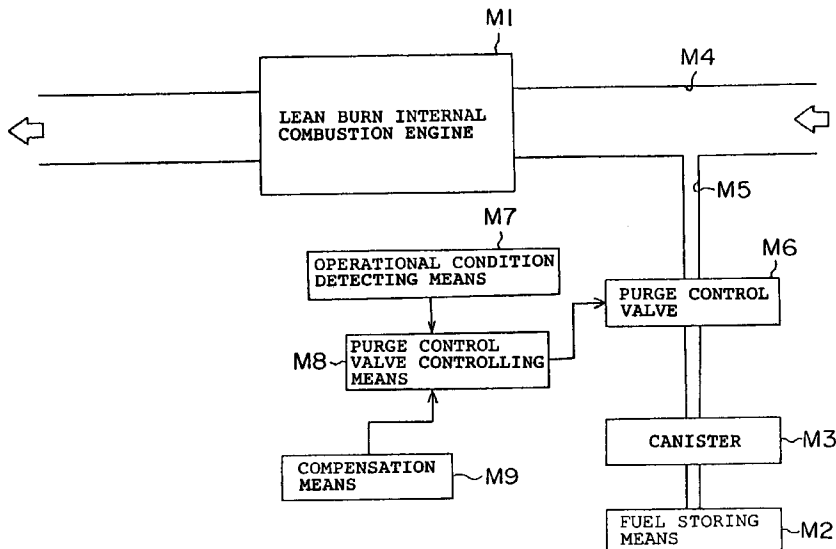 M1
M4
LEAN BURN INTERNAL
COMBUSTION ENGINE
M5
M7
OPERATIONAL CONDITION
DETECTING MEANS
M6
PURGE CONTROL
VALVE
M8
PURGE CONTROL
VALVE CONTROLLING
MEANS
CANISTER
M3
COMPENSATION
MEANS
M9
FUEL STORING
MEANS
M2